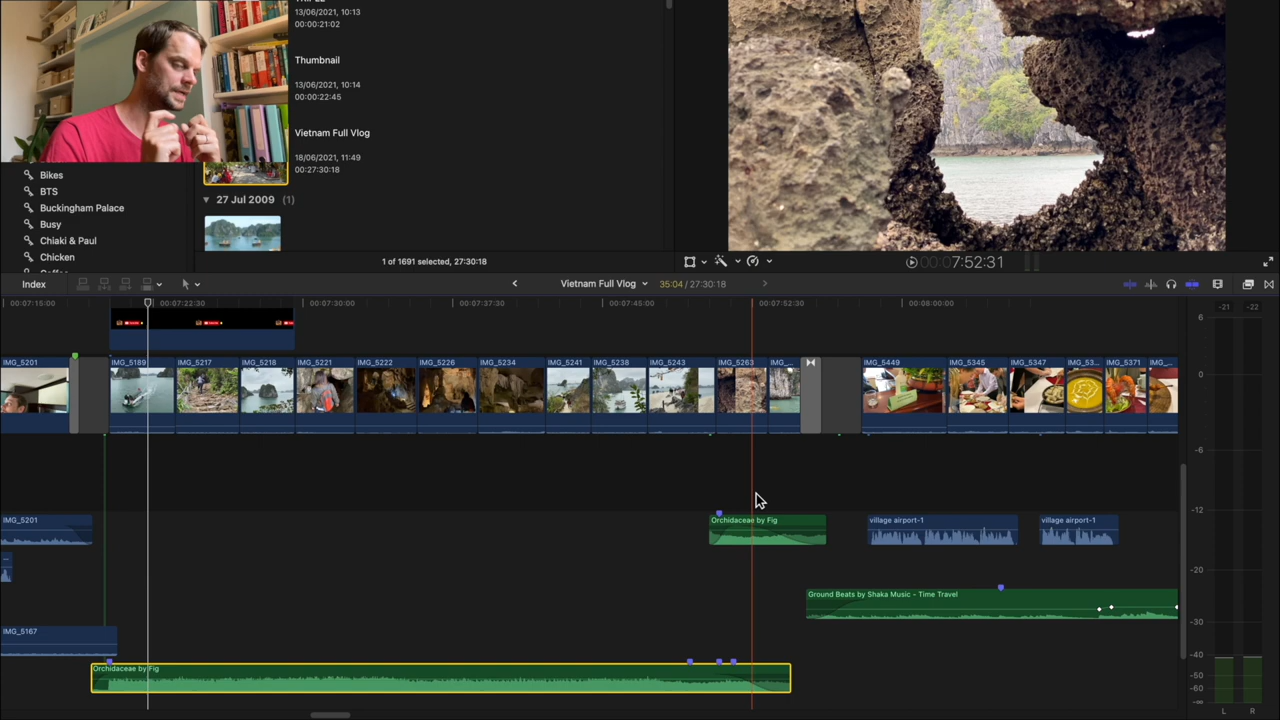 13/06/2021, 10:13
00:00:21:02
Thumbnail
13/06/2021, 10:14
00:00:22:45
Vietnam Full Vlog
18/06/2021, 11:49
00:27:30:18
Bikes
BTS
Buckingham Palace
Busy
Chiaki & Paul
Chicken
27 Jul 2009 (1)
1 of 1691 selected, 27:30:18
00:00:7:52:31
Index
Vietnam Full Vlog
35:04 / 27:30:18
00:07:15:00
00:07:22:30
00:07:30:00
00:07:37:30
00:07:45:00
00:07:52:30
00:08:00:00
-21 -22
IMG_5201
IMG_5189
IMG_5217
IMG_5218
IMG_5221
IMG_5222
IMG_5226
IMG_5234
IMG_5241
IMG_5238
IMG_5243
IMG_5263
IMG_...
IMG_5449
IMG_5345
IMG_5347
IMG_53...
IMG_5371
IMG_...
IMG_5201
Orchidaceae by Fig
village airport-1
village airport-1
Ground Beats by Shaka Music - Time Travel
IMG_5167
Orchidaceae by Fig
6
0
-6
-12
-20
-30
-40
-50
-60
-∞
L R